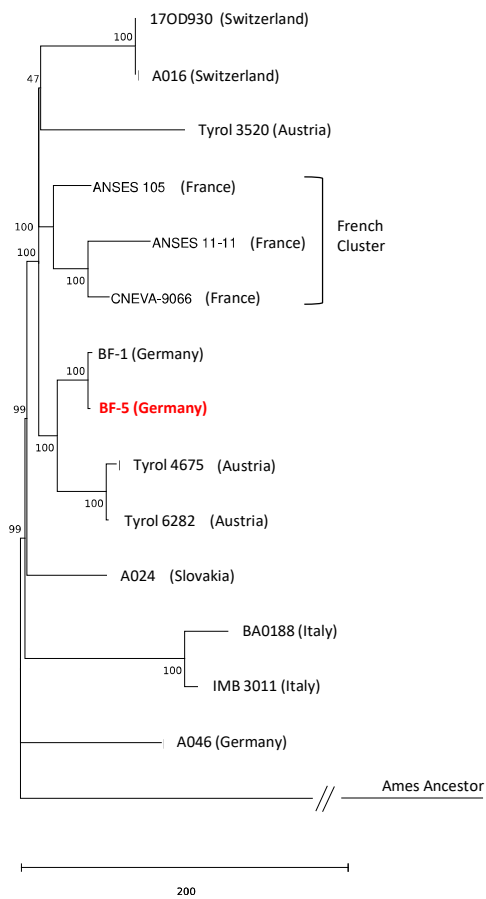 17OD930 (Switzerland)
100
A016 (Switzerland)
47
Tyrol 3520 (Austria)
ANSES 105 (France)
100
French
Cluster
ANSES 11-11 (France)
100
100
CNEVA-9066 (France)
BF-1 (Germany)
100
BF-5 (Germany)
99
100
Tyrol 4675 (Austria)
100
Tyrol 6282 (Austria)
99
A024 (Slovakia)
BA0188 (Italy)
100
IMB 3011 (Italy)
A046 (Germany)
Ames Ancestor
200